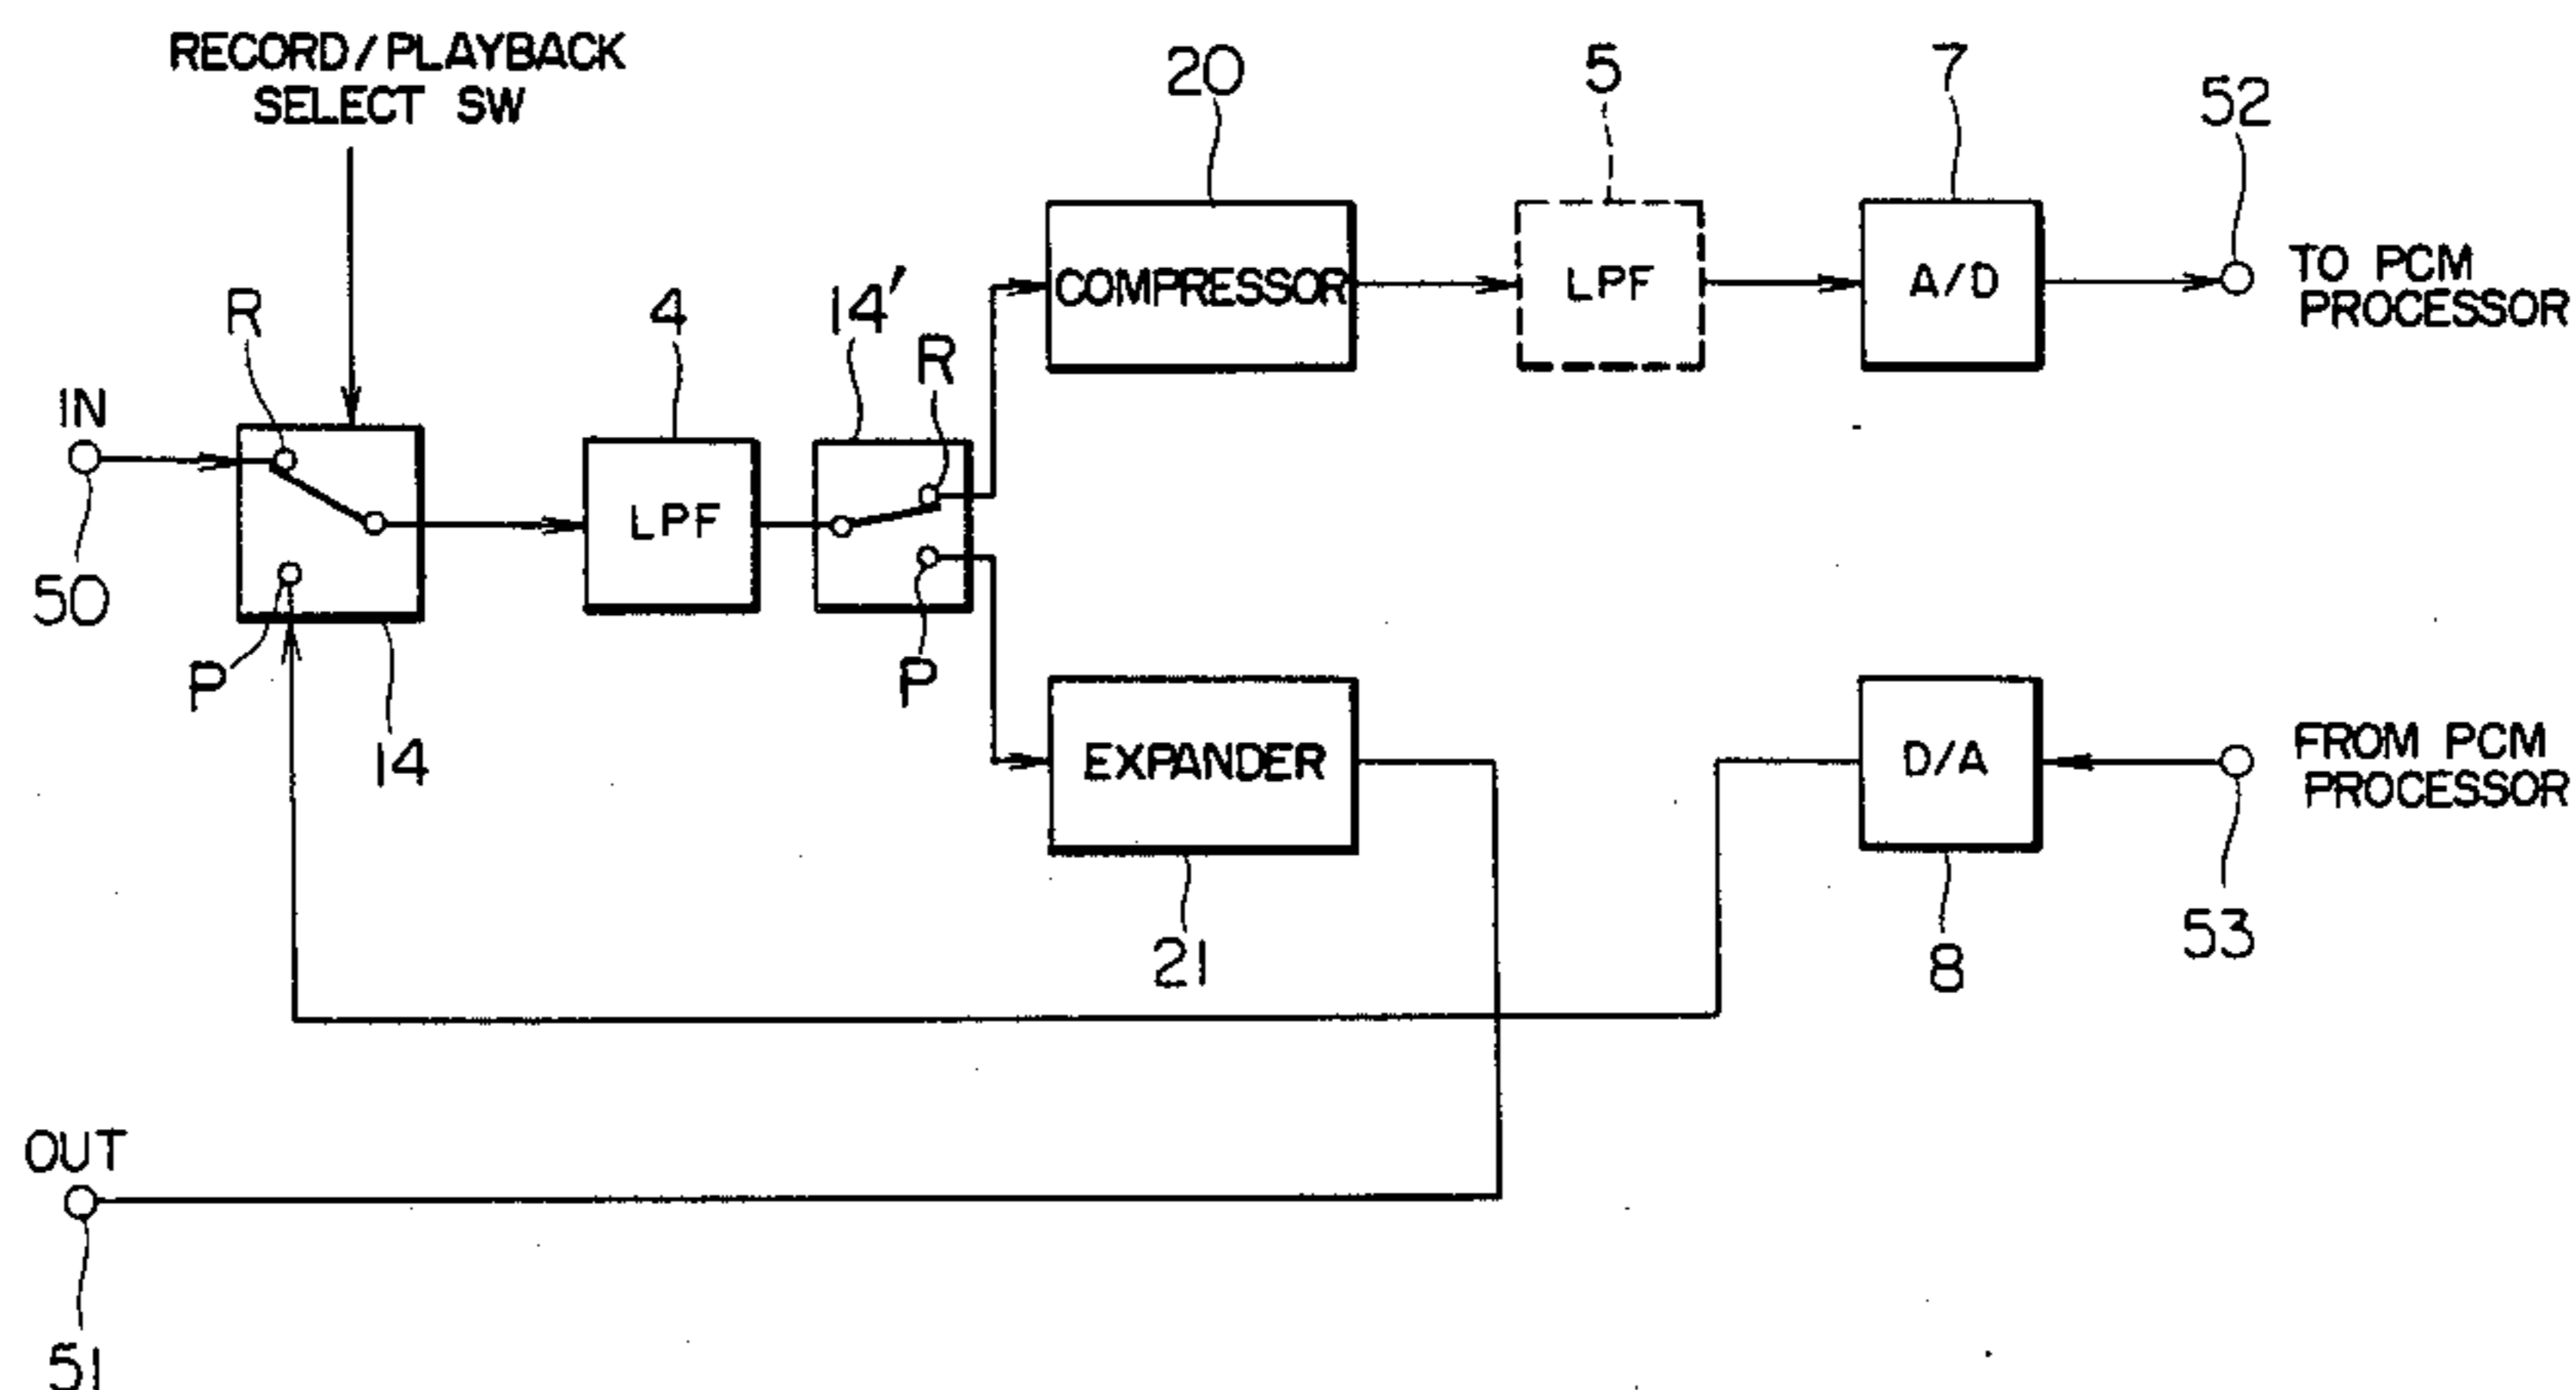 RECORD/PLAYBACK
SELECT SW
20
5
7
52
R
IN
50
P
14
4
LPF
14'
R
P
COMPRESSOR
LPF
A/D
TO PCM
PROCESSOR
EXPANDER
21
D/A
8
FROM PCM
PROCESSOR
53
OUT
51